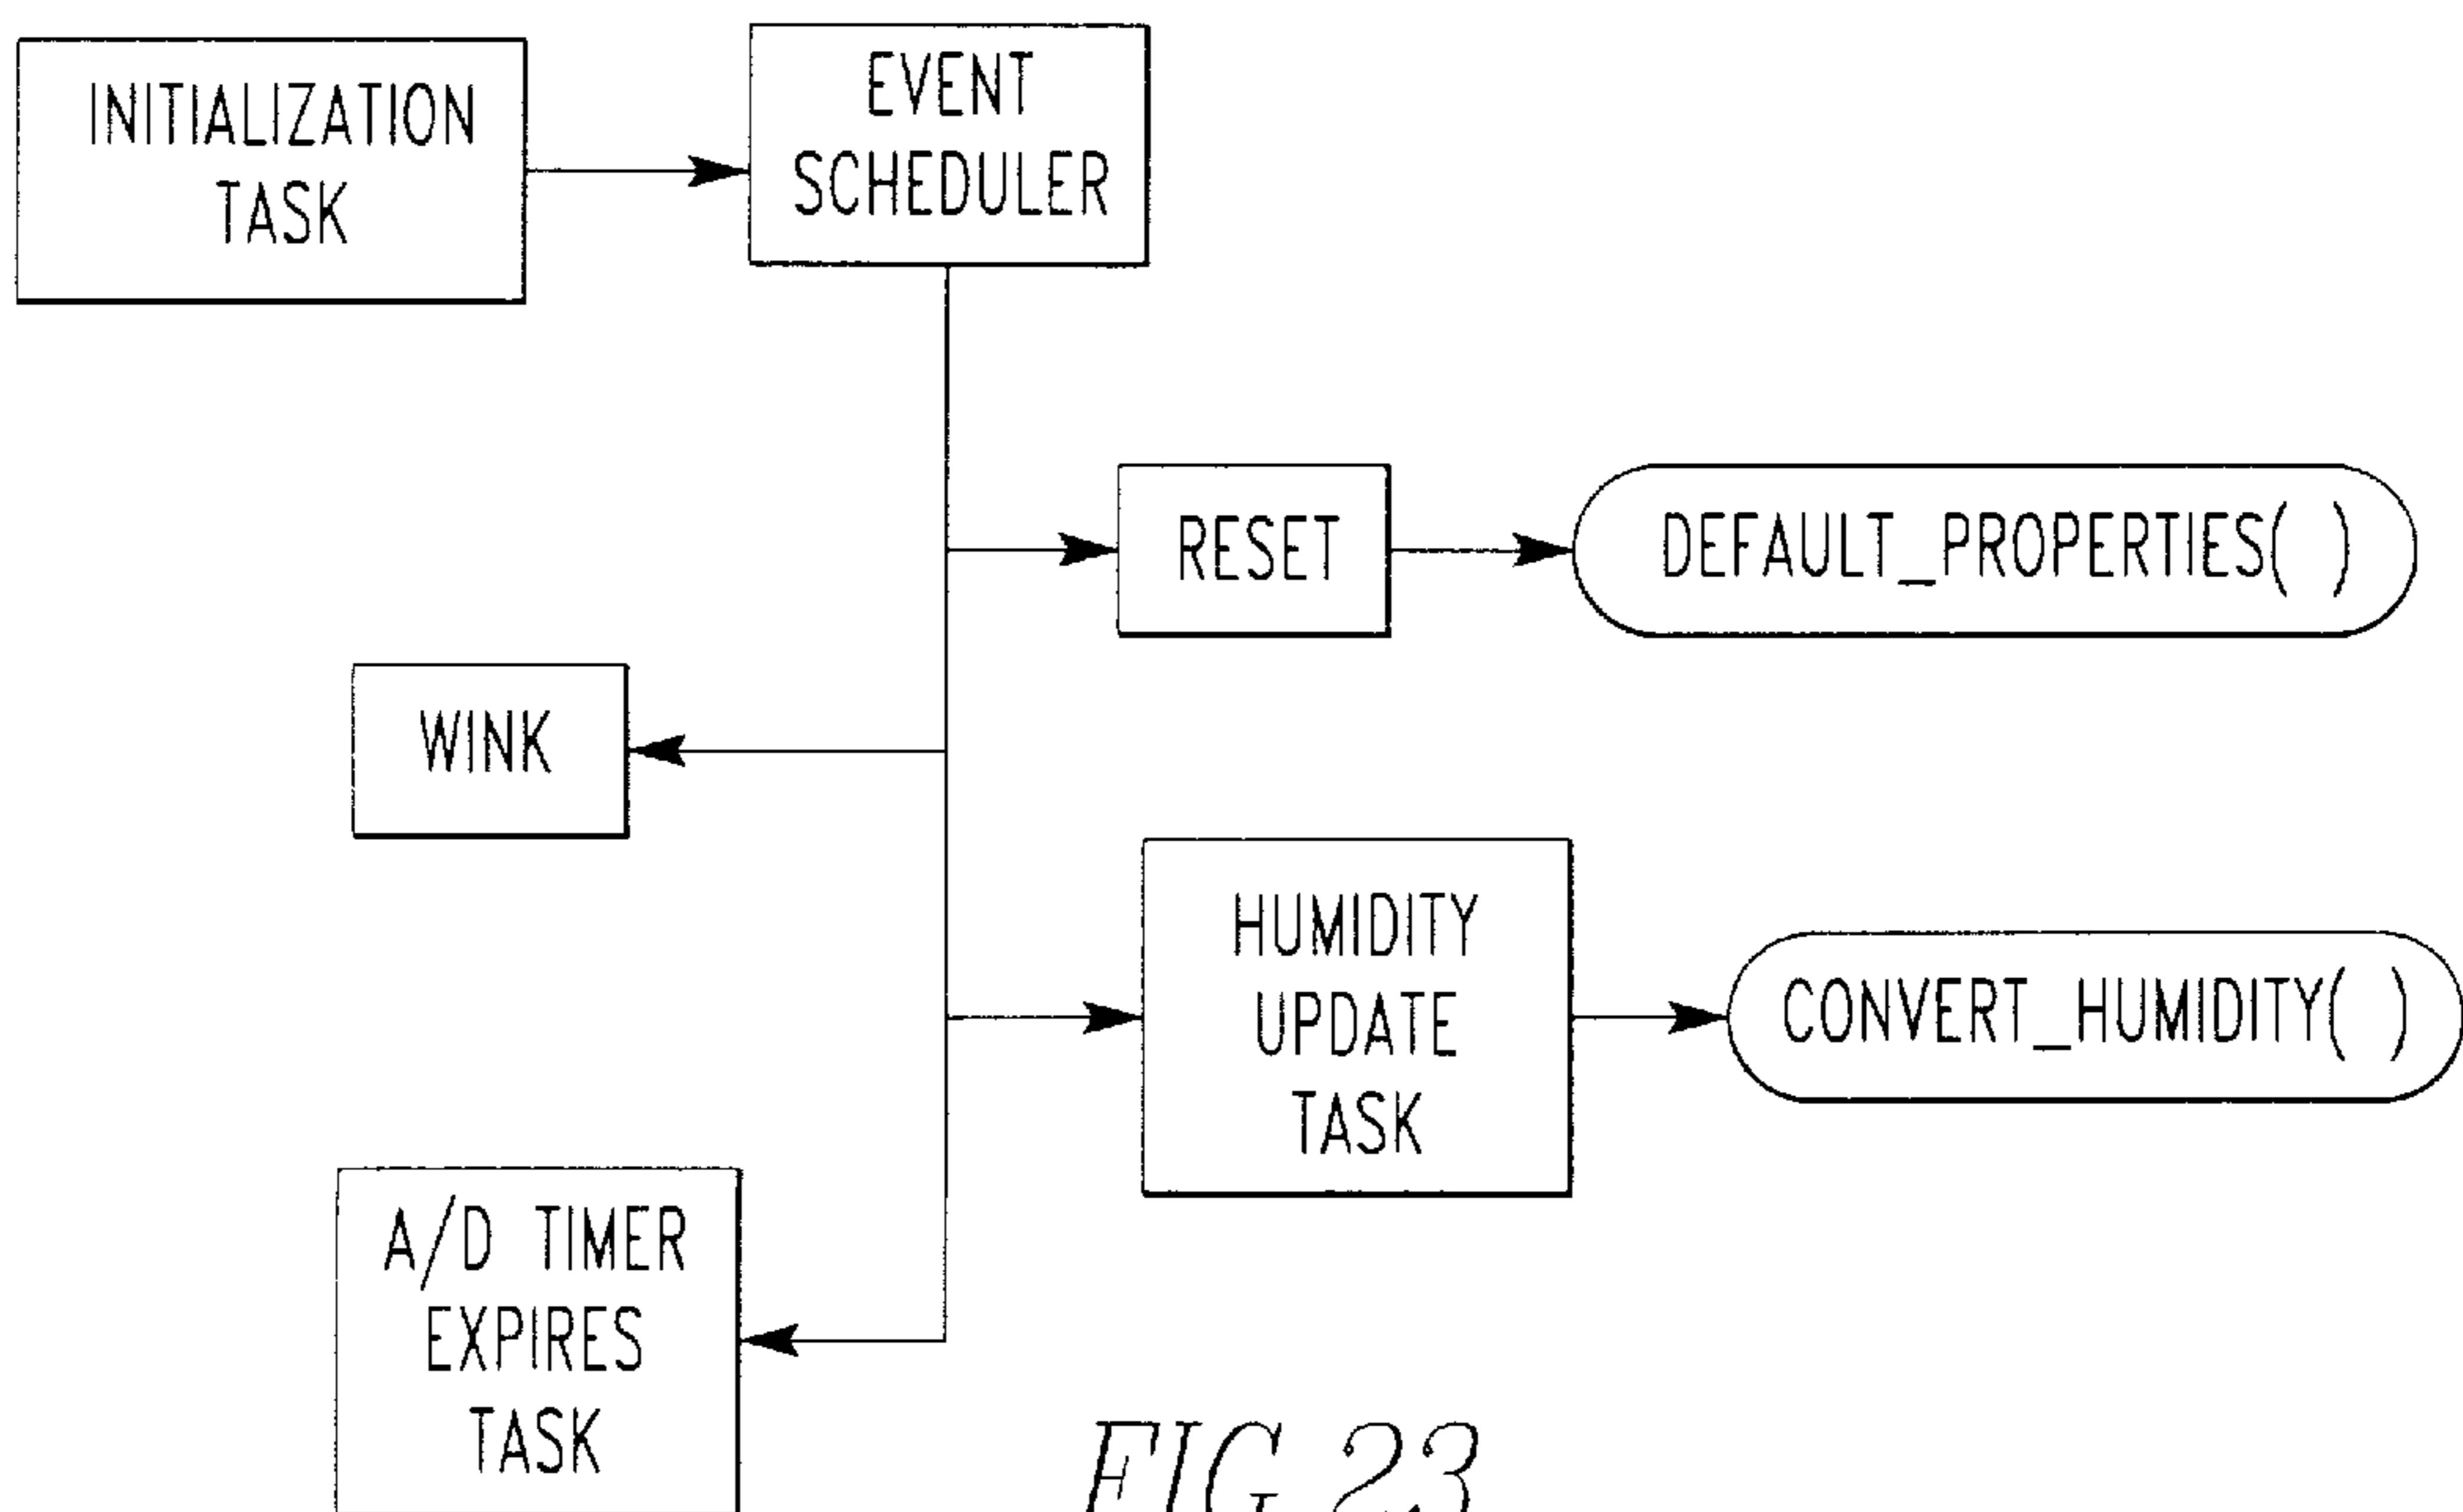 INITIALIZATION
TASK
EVENT
SCHEDULER
RESET
DEFAULT_PROPERTIES( )
WINK
HUMIDITY
UPDATE
TASK
CONVERT_HUMIDITY( )
A/D TIMER
EXPIRES
TASK
FIG 23